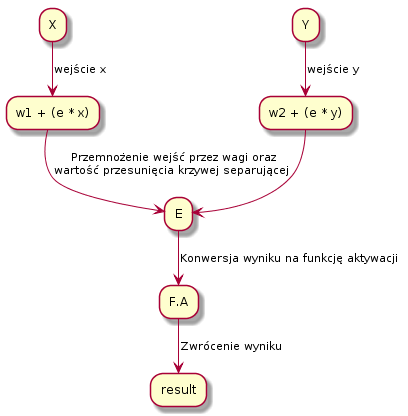 X
Y
wejście x
wejście y
w1 + (e * x)
w2 + (e * y)
Przemnożenie wejść przez wagi oraz
wartość przesunięcia krzywej separującej
E
Konwersja wyniku na funkcję aktywacji
F.A
Zwrócenie wyniku
result